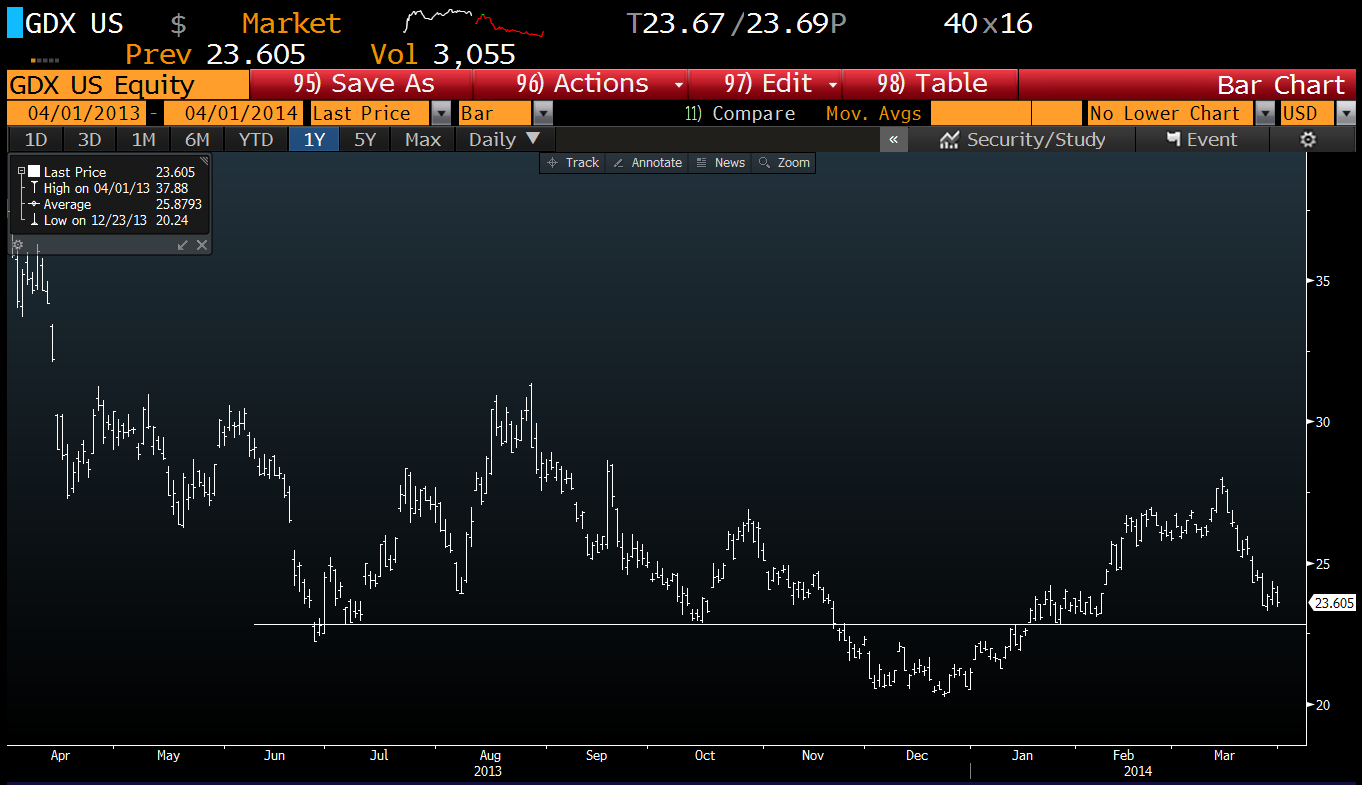 GDX US $ Market T23.67/23.69P 40x16
Prev 23.605 Vol 3,055
GDX US Equity 95) Save As 96) Actions 97) Edit 98) Table Bar Chart
04/01/2013 - 04/01/2014 Last Price Bar 11) Compare Mov. Avgs No Lower Chart USD
1D 3D 1M 6M YTD 1Y 5Y Max Daily ▼ « Security/Study Event
Track Annotate News Zoom
Last Price 23.605
High on 04/01/13 37.88
Average 25.8793
Low on 12/23/13 20.24
35
30
25
23.605
20
Apr May Jun Jul Aug Sep Oct Nov Dec Jan Feb Mar
2013 2014